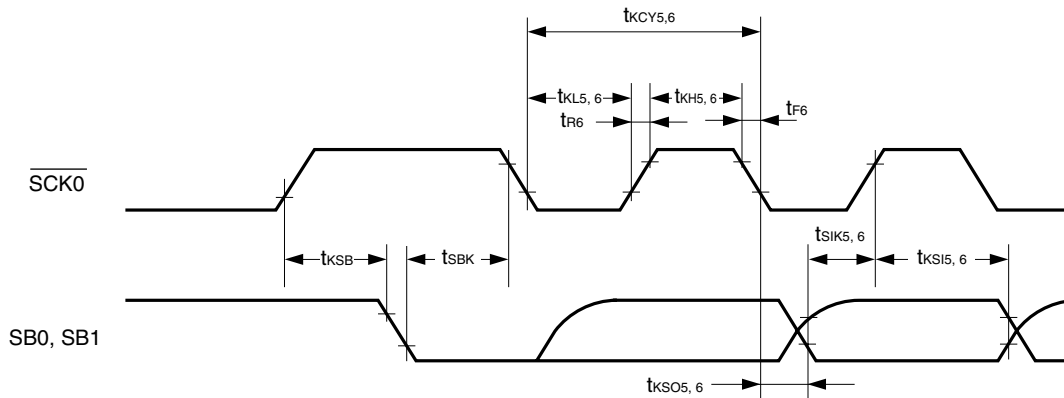 tKCY5,6
tKL5, 6
tKH5, 6
tR6
tF6
SCK0
tSIK5, 6
tKSB
tSBK
tKSI5, 6
SB0, SB1
tKSO5, 6